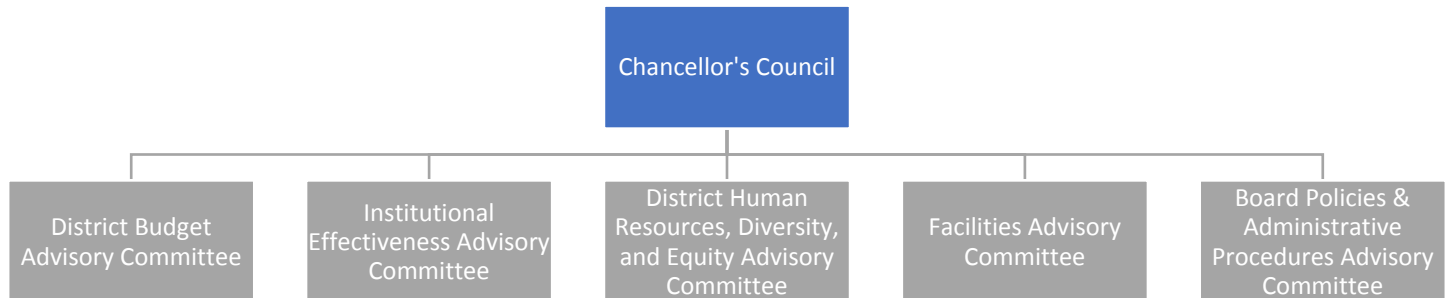 Chancellor's Council
District Budget
Advisory Committee
Institutional
Effectiveness Advisory
Committee
District Human
Resources, Diversity,
and Equity Advisory
Committee
Facilities Advisory
Committee
Board Policies &
Administrative
Procedures Advisory
Committee